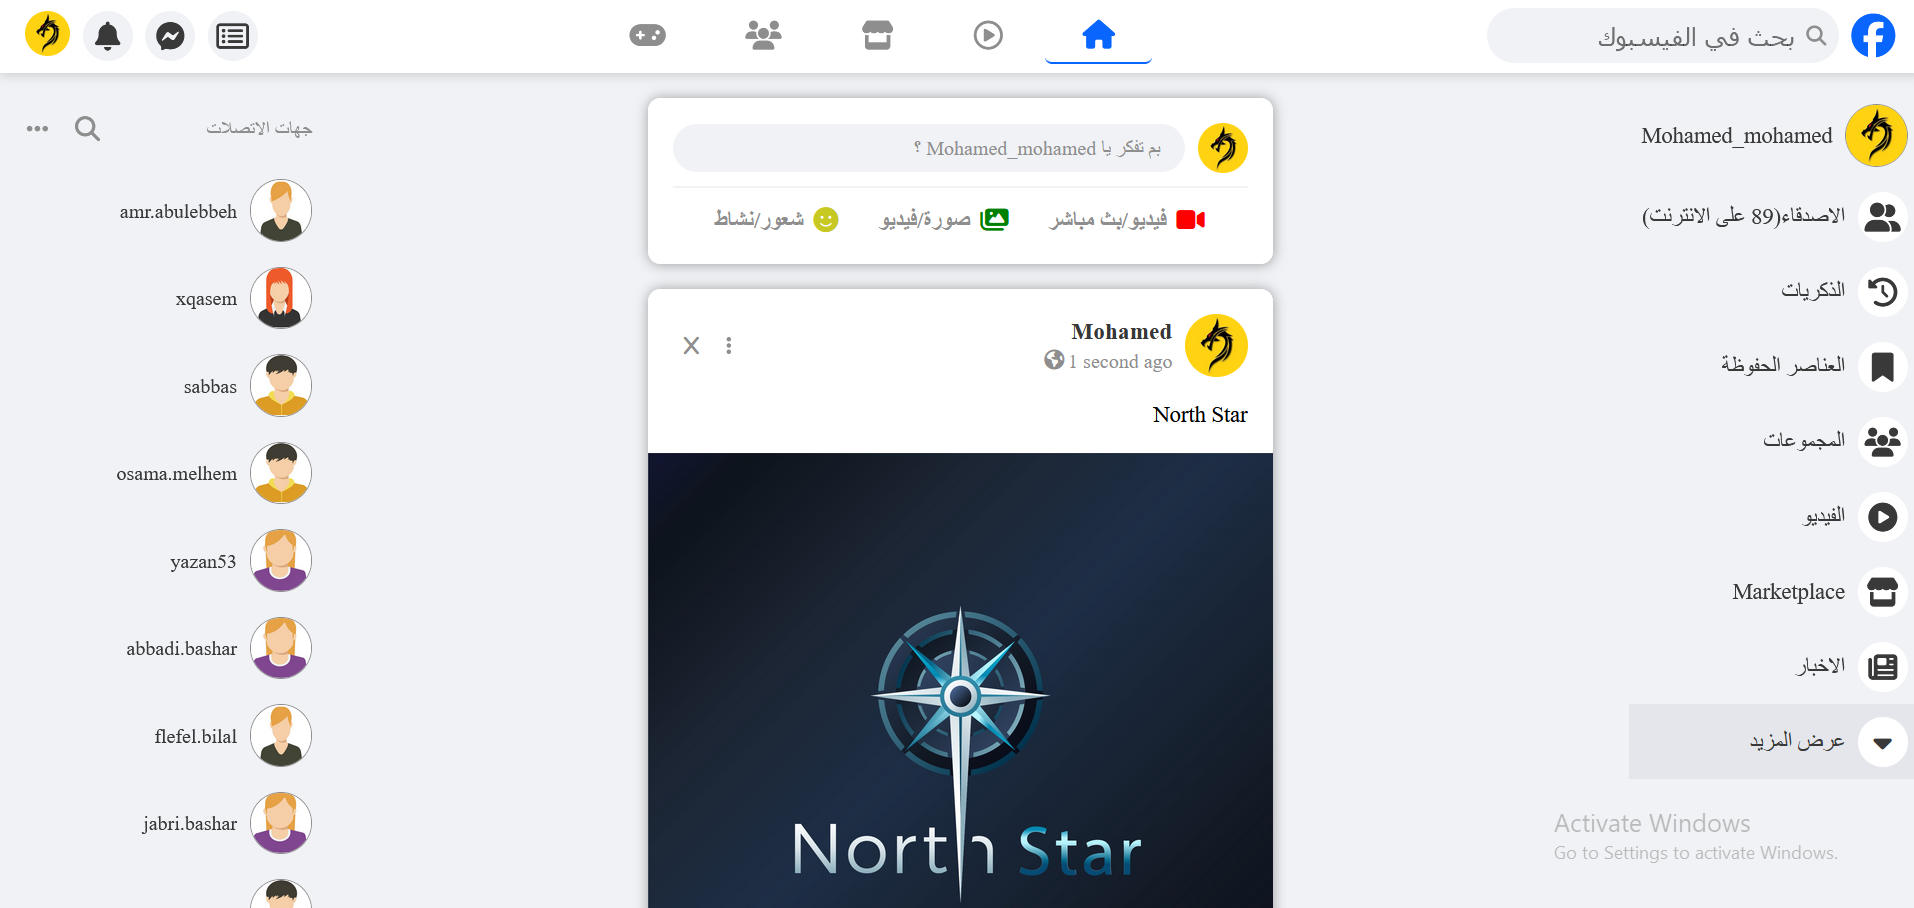 بحث في الفيسبوك
Mohamed_mohamed
الاصدقاء(89 على الانترنت)
الذكريات
العناصر الحفوظة
المجموعات
الفيديو
Marketplace
الاخبار
عرض المزيد
بم تفكر يا Mohamed_mohamed ؟
فيديو/بث مباشر
صورة/فيديو
شعور/نشاط
Mohamed
1 second ago
North Star
North Star
جهات الاتصلات
amr.abulebbeh
xqasem
sabbas
osama.melhem
yazan53
abbadi.bashar
flefel.bilal
jabri.bashar
Activate Windows
Go to Settings to activate Windows.